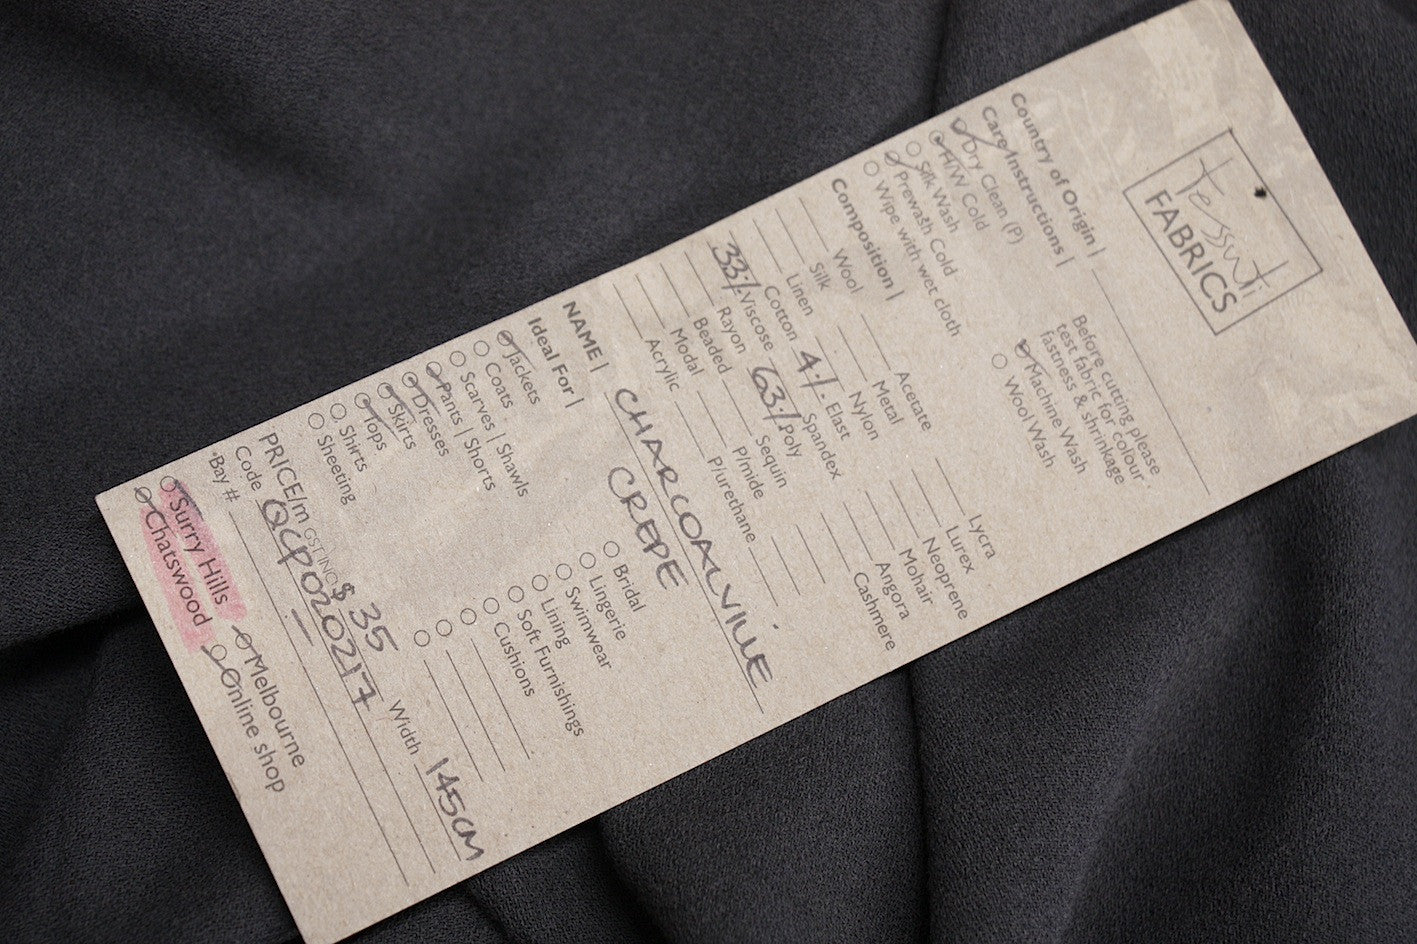 tessuti
FABRICS
Country of Origin |
Care Instructions |
Dry Clean (P)
H/W Cold
Silk Wash
Prewash Cold
Wipe with wet cloth
Before cutting please
test fabric for colour
fastness & shrinkage
Machine Wash
Wool Wash
Composition |
Wool Acetate Lycra
Silk Metal Lurex
Linen Nylon Neoprene
Cotton 4% Elast Mohair
33% Viscose Spandex Angora
Rayon 63% Poly Cashmere
Beaded Sequin
Modal P/nide
Acrylic P/urethane
NAME | CHARCOALVILLE
CREPE
Ideal For |
Jackets Bridal
Coats Lingerie
Scarves | Shawls Swimwear
Pants | Shorts Lining
Dresses Soft Furnishings
Skirts Cushions
Tops
Shirts
Sheeting
PRICE/m GST INC $35 Width 145CM
Code QCP020217
Bay #
Surry Hills Melbourne
Chatswood Online shop